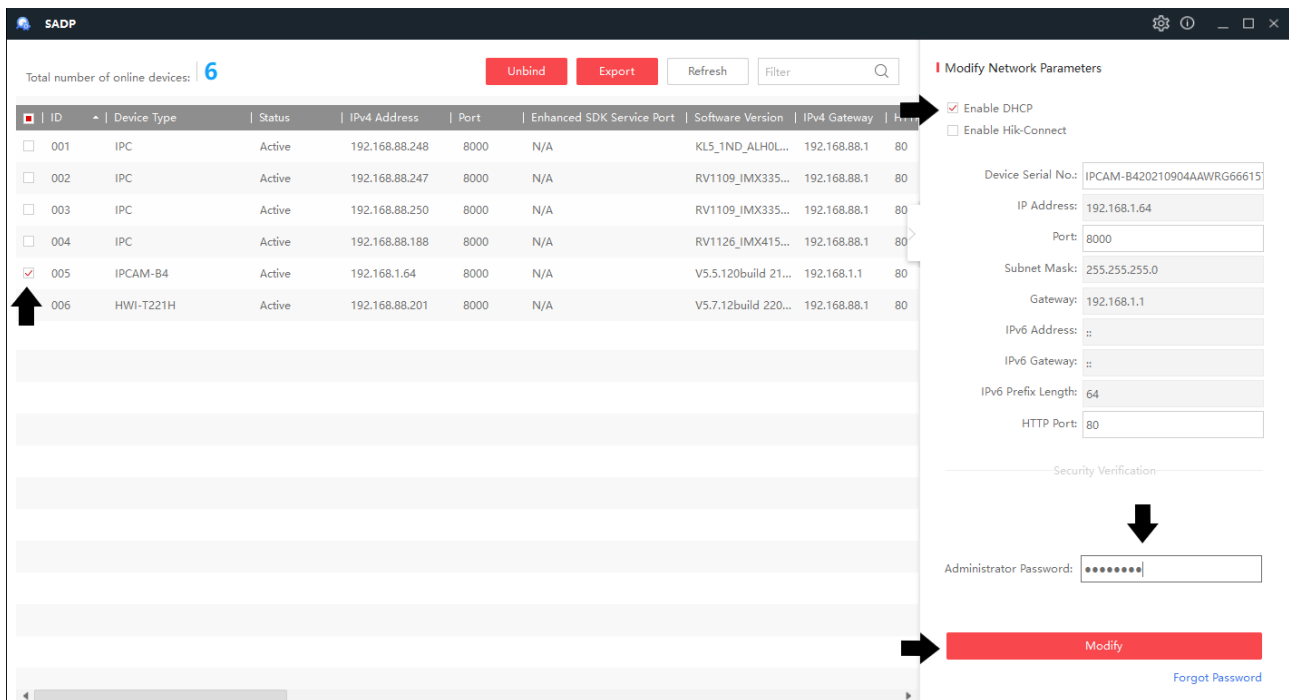 SADP
Total number of online devices: 6
Unbind Export Refresh Filter
ID Device Type Status IPv4 Address Port Enhanced SDK Service Port Software Version IPv4 Gateway
001 IPC Active 192.168.88.248 8000 N/A KL5_1ND_ALH0L... 192.168.88.1 80
002 IPC Active 192.168.88.247 8000 N/A RV1109_IMX335... 192.168.88.1 80
003 IPC Active 192.168.88.250 8000 N/A RV1109_IMX335... 192.168.88.1 80
004 IPC Active 192.168.88.188 8000 N/A RV1126_IMX415... 192.168.88.1 80
005 IPCAM-B4 Active 192.168.1.64 8000 N/A V5.5.120build 21... 192.168.1.1 80
006 HWI-T221H Active 192.168.88.201 8000 N/A V5.7.12build 220... 192.168.88.1 80
Modify Network Parameters
Enable DHCP
Enable Hik-Connect
Device Serial No.: IPCAM-B420210904AAWRG66615
IP Address: 192.168.1.64
Port: 8000
Subnet Mask: 255.255.255.0
Gateway: 192.168.1.1
IPv6 Address: ::
IPv6 Gateway: ::
IPv6 Prefix Length: 64
HTTP Port: 80
Security Verification
Administrator Password: ●●●●●●●●
Modify
Forgot Password